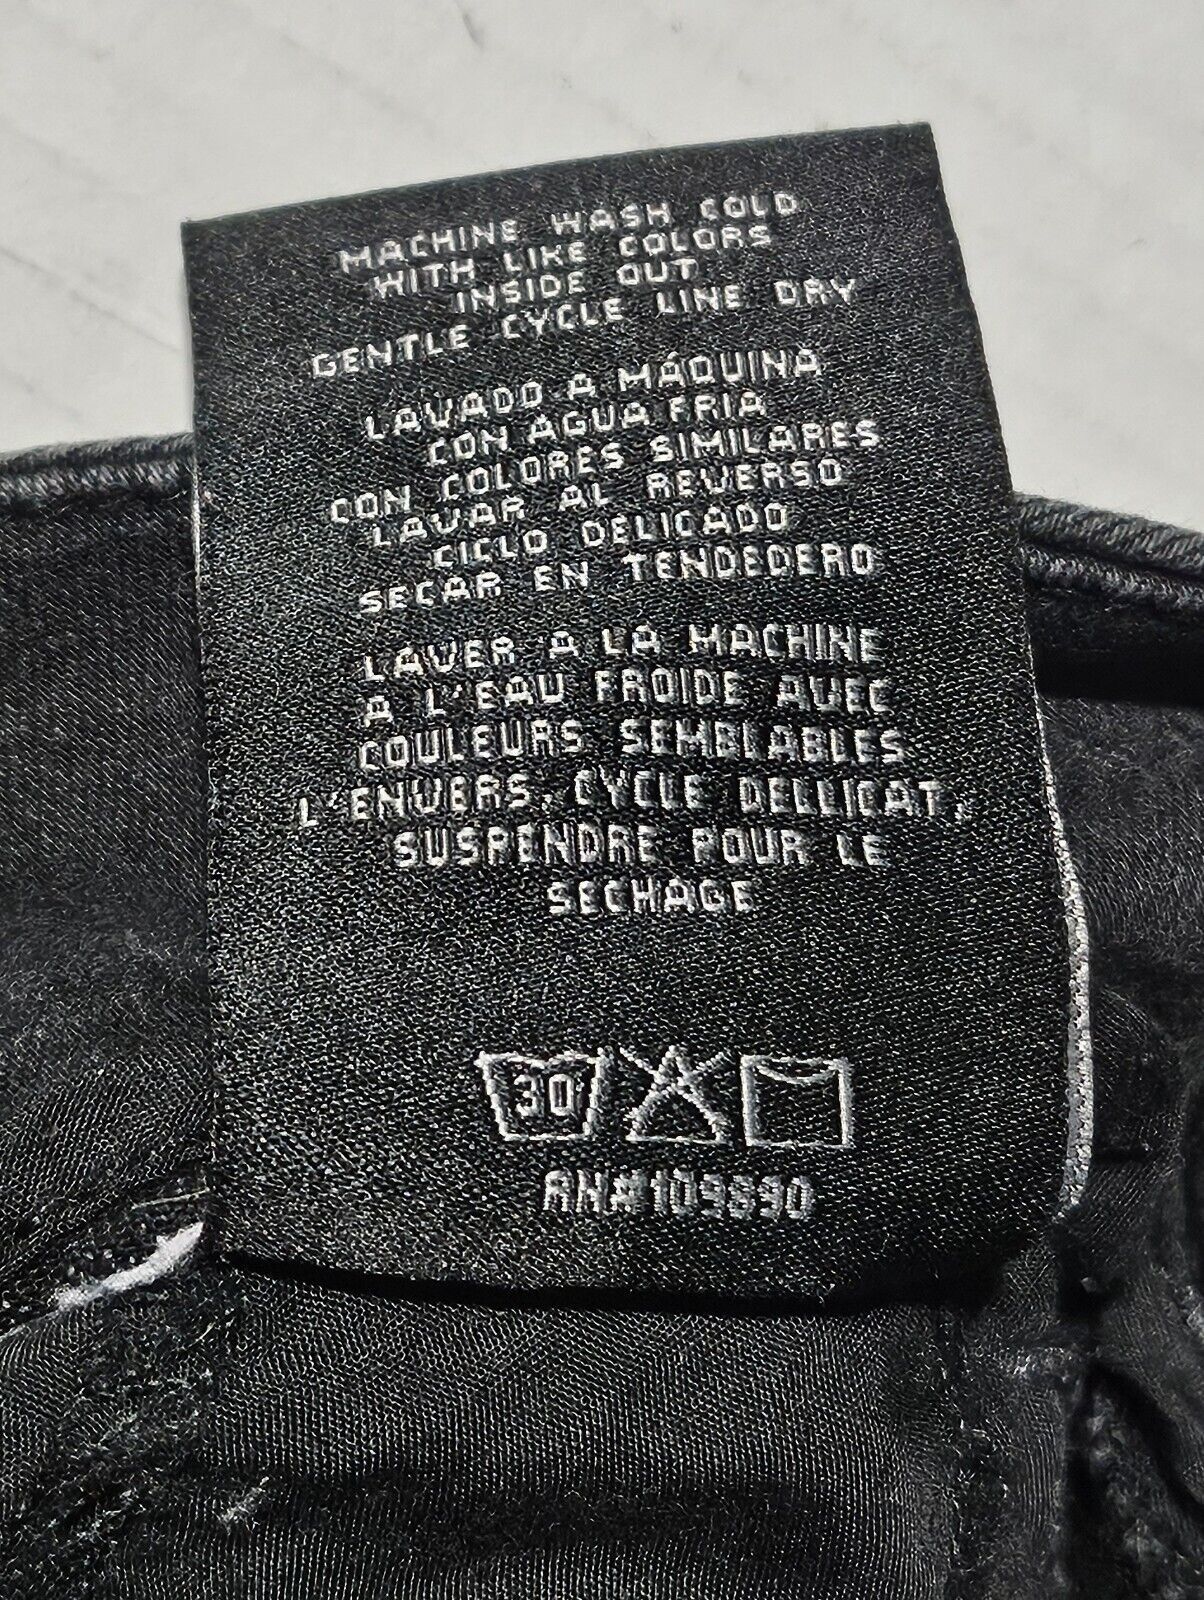 MACHINE WASH COLD
WITH LIKE COLORS
INSIDE OUT
GENTLE CYCLE LINE DRY
LAVADO A MÁQUINA
CON AGUA FRIA
CON COLORES SIMILARES
LAVAR AL REVERSO
CICLO DELICADO
SECAR EN TENDEDERO
LAVER A LA MACHINE
A L'EAU FROIDE AVEC
COULEURS SEMBLABLES
L'ENVERS, CYCLE DELLICAT,
SUSPENDRE POUR LE
SECHAGE
30
RN#109890